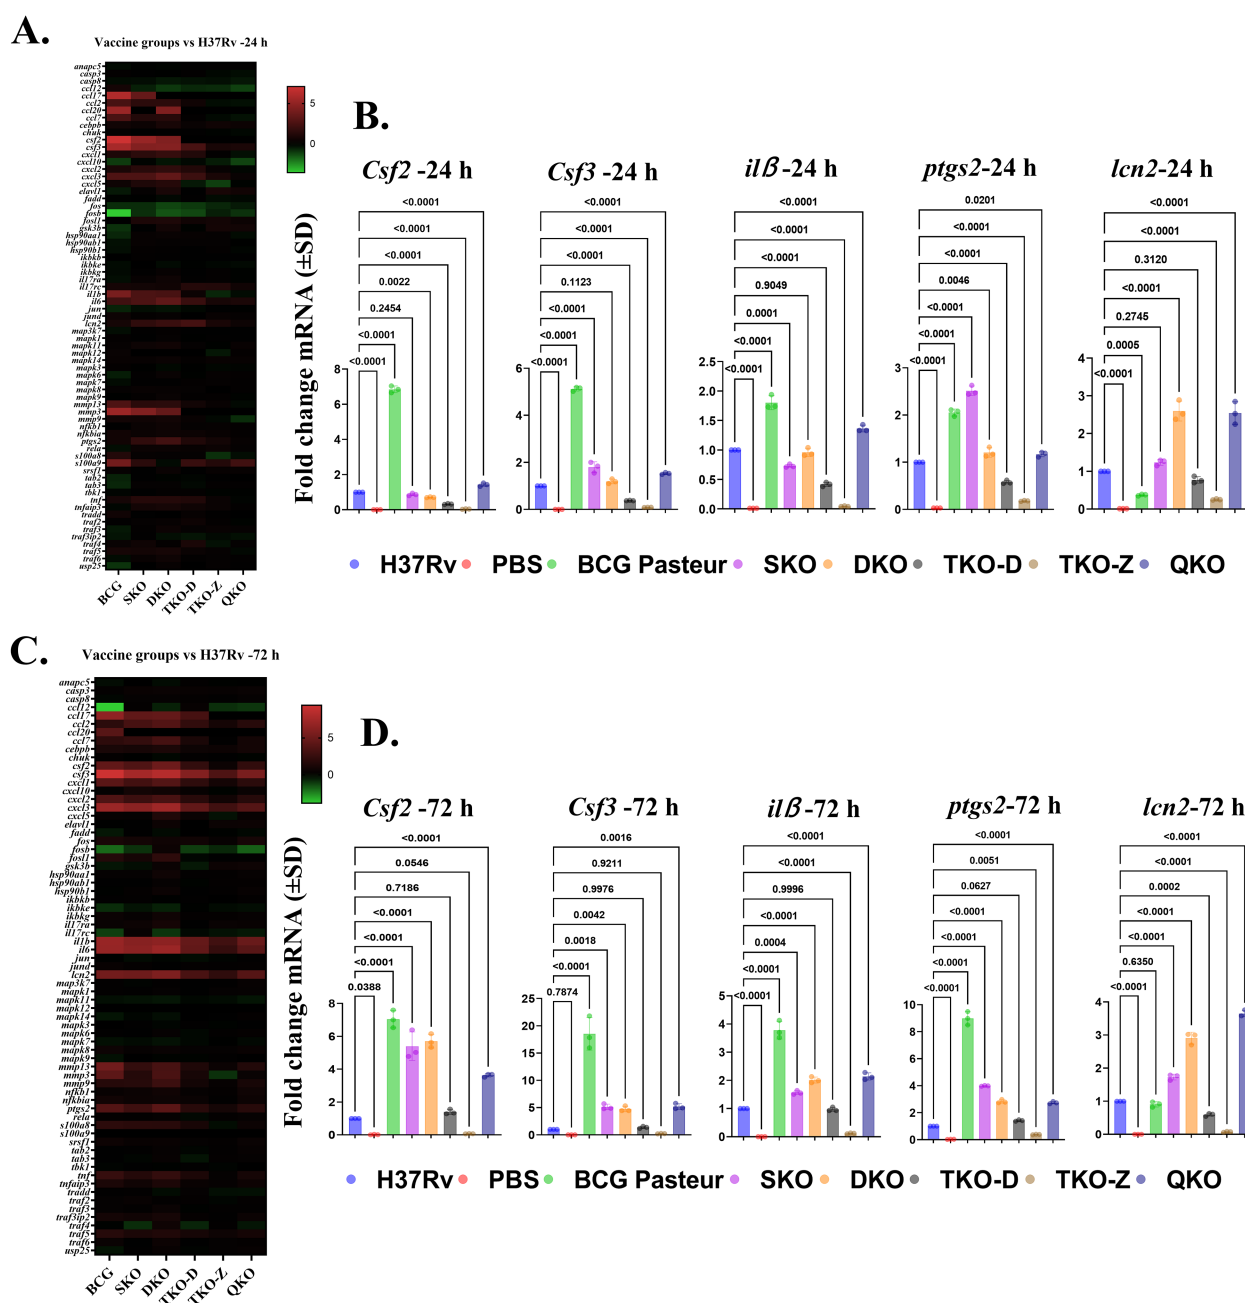 A.
Vaccine groups vs H37Rv -24 h
anapc5
casp3
casp8
ccl12
ccl17
ccl2
ccl20
ccl7
cebpb
chuk
csf2
csf3
cxcl1
cxcl10
cxcl2
cxcl3
cxcl5
elavl1
fadd
fos
fosb
fosl1
gsk3b
hsp90aa1
hsp90ab1
hsp90b1
ikbkb
ikbke
ikbkg
il17ra
il17rc
il1b
il6
jun
jund
lcn2
map3k7
mapk1
mapk11
mapk12
mapk14
mapk3
mapk6
mapk7
mapk8
mapk9
mmp13
mmp3
mmp9
nfkb1
nfkbia
ptgs2
rela
s100a8
s100a9
srsf1
tab2
tab3
tbk1
tnf
tnfaip3
tradd
traf2
traf3
traf3ip2
traf4
traf5
traf6
usp25
BCG
SKO
DKO
TKO-D
TKO-Z
QKO
5
0
B.
Fold change mRNA (±SD)
Csf2 -24 h
<0.0001
<0.0001
<0.0001
0.0022
0.2454
<0.0001
<0.0001
8
6
4
2
0
Csf3 -24 h
<0.0001
<0.0001
<0.0001
0.1123
<0.0001
<0.0001
<0.0001
6
4
2
0
ilβ -24 h
<0.0001
<0.0001
<0.0001
0.9049
0.0001
<0.0001
<0.0001
2.5
2.0
1.5
1.0
0.5
0.0
ptgs2-24 h
0.0201
<0.0001
<0.0001
0.0046
<0.0001
<0.0001
<0.0001
3
2
1
0
lcn2-24 h
<0.0001
<0.0001
0.3120
<0.0001
0.2745
0.0005
<0.0001
4
3
2
1
0
H37Rv PBS BCG Pasteur SKO DKO TKO-D TKO-Z QKO
C.
Vaccine groups vs H37Rv -72 h
anapc5
casp3
casp8
ccl12
ccl17
ccl2
ccl20
ccl7
cebpb
chuk
csf2
csf3
cxcl1
cxcl10
cxcl2
cxcl3
cxcl5
elavl1
fadd
fos
fosb
fosl1
gsk3b
hsp90aa1
hsp90ab1
hsp90b1
ikbkb
ikbke
ikbkg
il17ra
il17rc
il1b
il6
jun
jund
lcn2
map3k7
mapk1
mapk11
mapk12
mapk14
mapk3
mapk6
mapk7
mapk8
mapk9
mmp13
mmp3
mmp9
nfkb1
nfkbia
ptgs2
rela
s100a8
s100a9
srsf1
tab2
tab3
tbk1
tnf
tnfaip3
tradd
traf2
traf3
traf3ip2
traf4
traf5
traf6
usp25
BCG
SKO
DKO
TKO-D
TKO-Z
QKO
5
0
D.
Fold change mRNA (±SD)
Csf2 -72 h
<0.0001
0.0546
0.7186
<0.0001
<0.0001
<0.0001
0.0388
8
6
4
2
0
Csf3 -72 h
0.0016
0.9211
0.9976
0.0042
0.0018
<0.0001
0.7874
25
20
15
10
5
0
ilβ -72 h
<0.0001
<0.0001
0.9996
<0.0001
0.0004
<0.0001
<0.0001
5
4
3
2
1
0
ptgs2-72 h
<0.0001
0.0051
0.0627
<0.0001
<0.0001
<0.0001
<0.0001
10
8
6
4
2
0
lcn2-72 h
<0.0001
<0.0001
0.0002
<0.0001
<0.0001
0.6350
<0.0001
4
3
2
1
0
H37Rv PBS BCG Pasteur SKO DKO TKO-D TKO-Z QKO